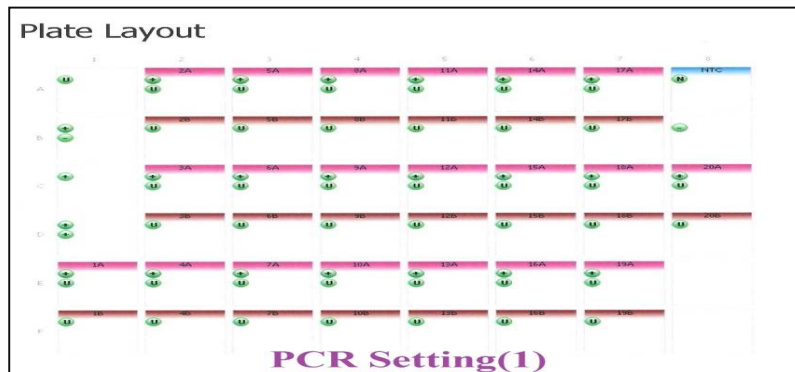 Plate Layout
1 2 3 4 5 6 7 8
A U 2A + U 5A + U 8A + U 11A + U 14A + U 17A + U NTC N
B + - 2B U 5B U 8B U 11B U 14B U 17B U -
C + 3A + U 6A + U 9A + U 12A + U 15A + U 18A + U 20A + U
D + + 3B U 6B U 9B U 12B U 15B U 18B U 20B U
E 1A + U 4A + U 7A + U 10A + U 13A + U 16A + U 19A + U
F 1B U 4B U 7B U 10B U 13B U 16B U 19B U
PCR Setting(1)